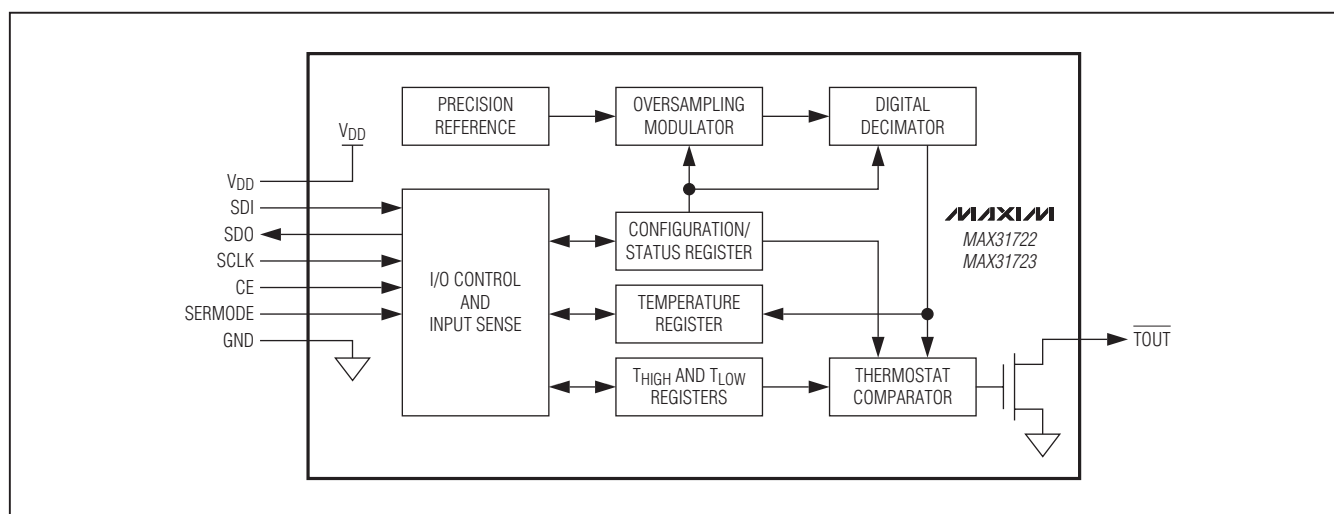 PRECISION
REFERENCE
OVERSAMPLING
MODULATOR
DIGITAL
DECIMATOR
VDD
VDD
SDI
SDO
SCLK
CE
SERMODE
GND
I/O CONTROL
AND
INPUT SENSE
CONFIGURATION/
STATUS REGISTER
TEMPERATURE
REGISTER
THIGH AND TLOW
REGISTERS
THERMOSTAT
COMPARATOR
MAXIM
MAX31722
MAX31723
TOUT